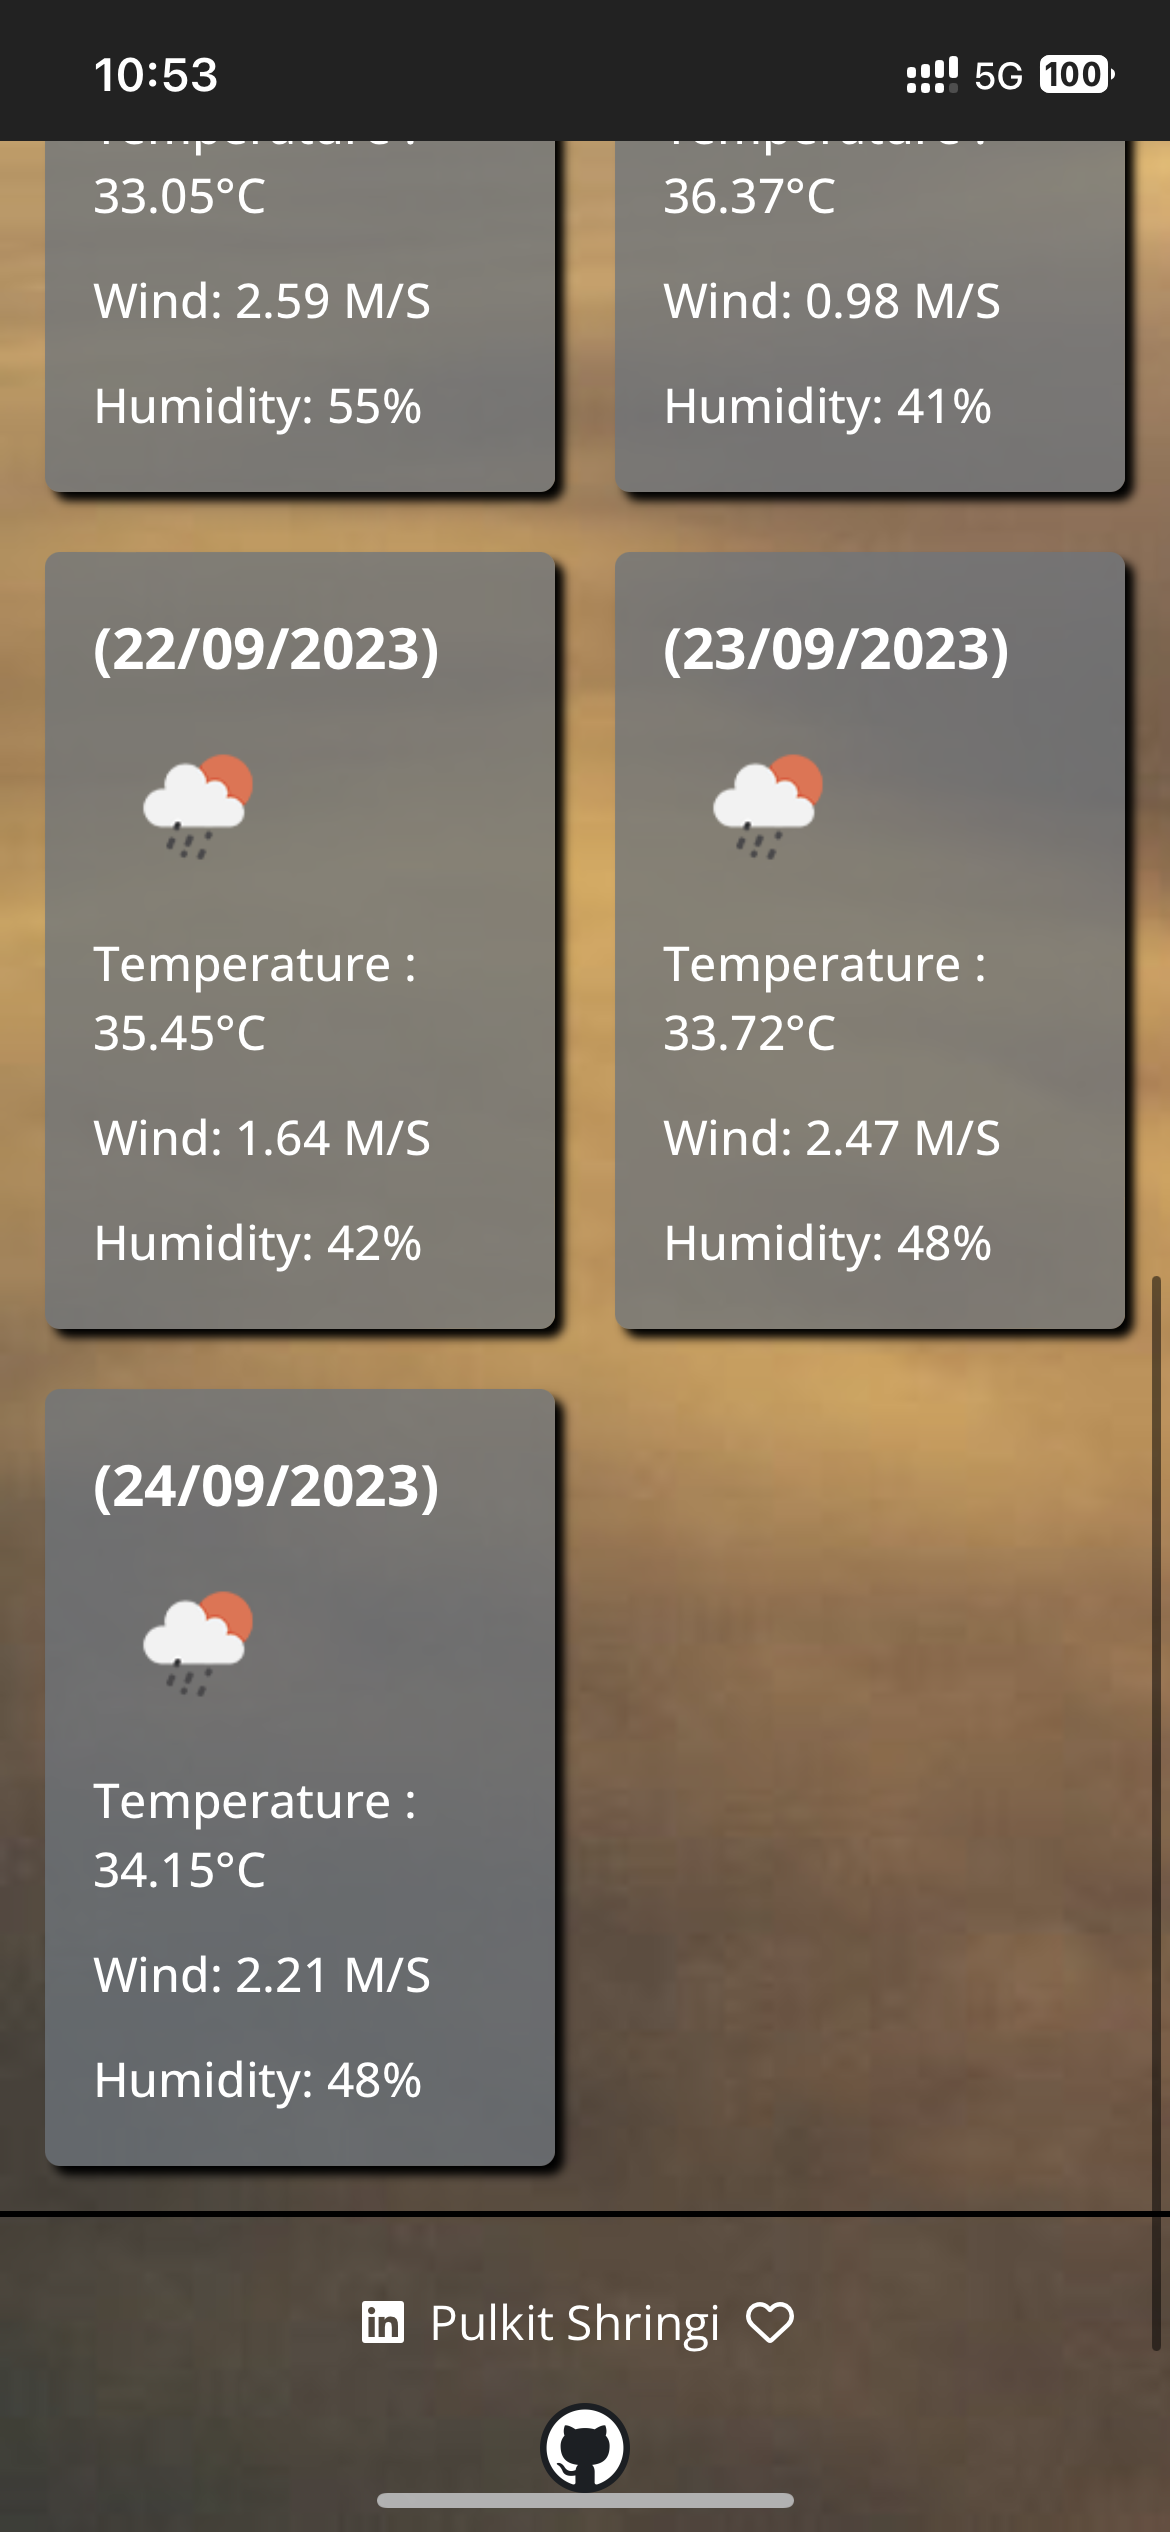 10:53
5G 100
Temperature :
33.05°C
Wind: 2.59 M/S
Humidity: 55%
Temperature :
36.37°C
Wind: 0.98 M/S
Humidity: 41%
(22/09/2023)
Temperature :
35.45°C
Wind: 1.64 M/S
Humidity: 42%
(23/09/2023)
Temperature :
33.72°C
Wind: 2.47 M/S
Humidity: 48%
(24/09/2023)
Temperature :
34.15°C
Wind: 2.21 M/S
Humidity: 48%
in Pulkit Shringi